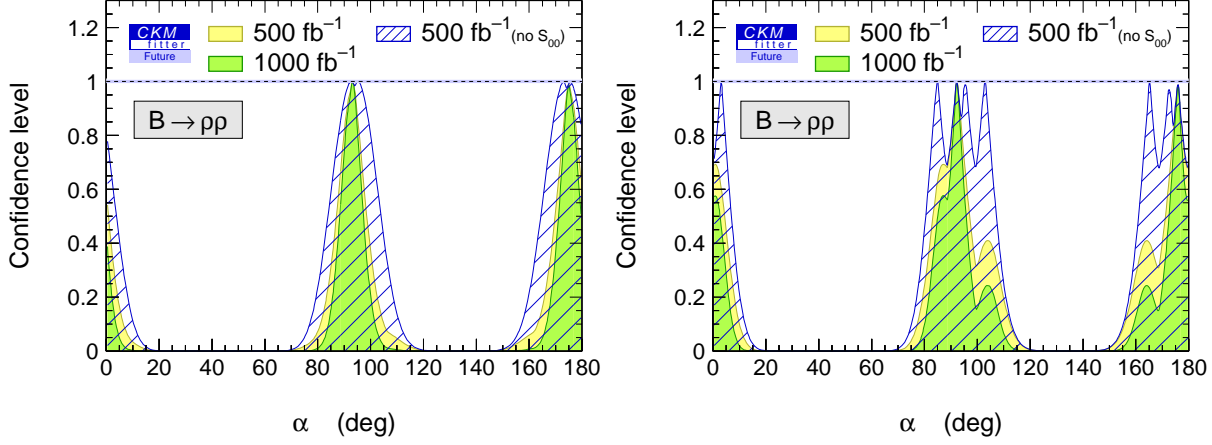 CKM
fitter
Future
500 fb⁻¹
1000 fb⁻¹
500 fb⁻¹ (no S₀₀)
B → ρρ
Confidence level
1.2
1
0.8
0.6
0.4
0.2
0
0 20 40 60 80 100 120 140 160 180
α (deg)
CKM
fitter
Future
500 fb⁻¹
1000 fb⁻¹
500 fb⁻¹ (no S₀₀)
B → ρρ
Confidence level
1.2
1
0.8
0.6
0.4
0.2
0
0 20 40 60 80 100 120 140 160 180
α (deg)